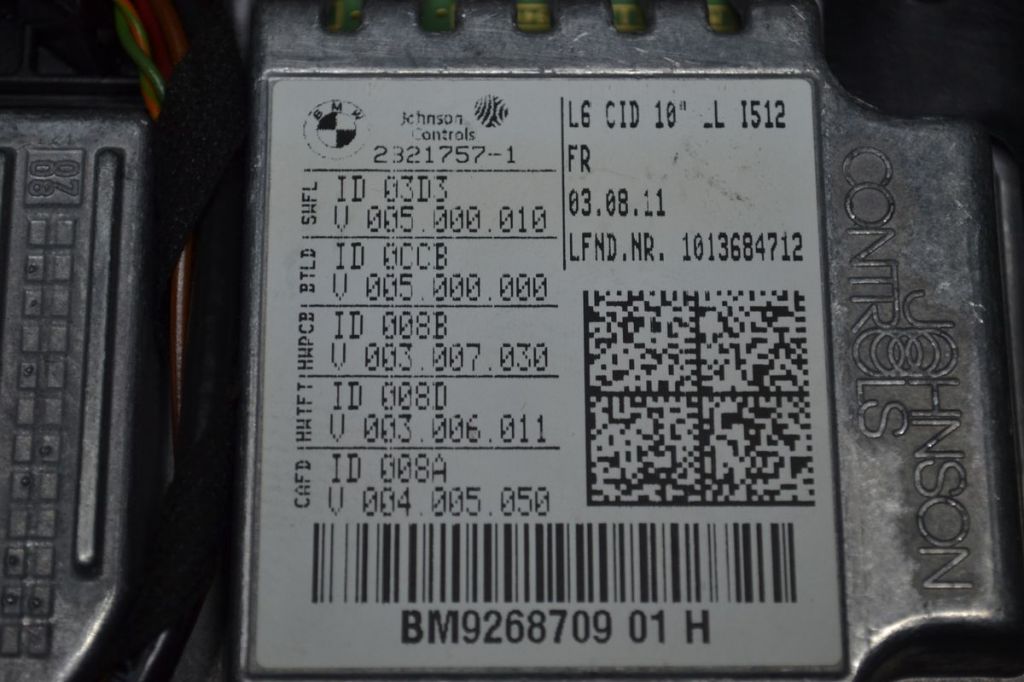 BMW
Johnson
Controls
2321757-1
SWFL
ID 03D3
V 005.000.010
BTLD
ID 0CCB
V 005.000.000
HWPCB
ID 008B
V 003.007.030
HWTFT
ID 008D
V 003.006.011
CAFD
ID 008A
V 004.005.050
L6 CID 10" LL I512
FR
03.08.11
LFND.NR. 1013684712
BM9268709 01 H
JOHNSON
CONTROLS